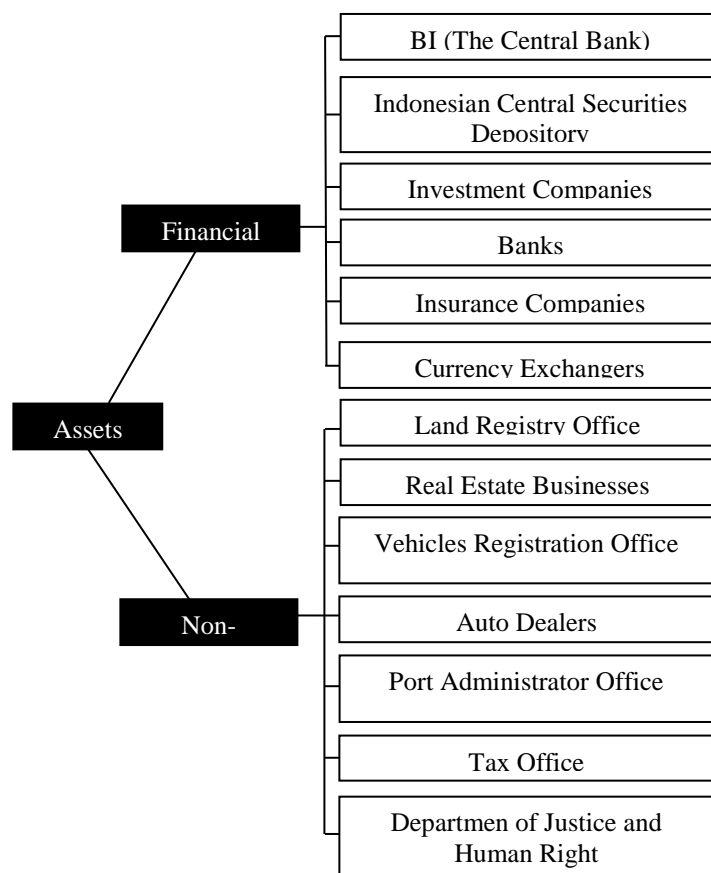 BI (The Central Bank)
Indonesian Central Securities
Depository
Investment Companies
Financial
Banks
Insurance Companies
Currency Exchangers
Assets
Land Registry Office
Real Estate Businesses
Vehicles Registration Office
Non-
Auto Dealers
Port Administrator Office
Tax Office
Departmen of Justice and
Human Right